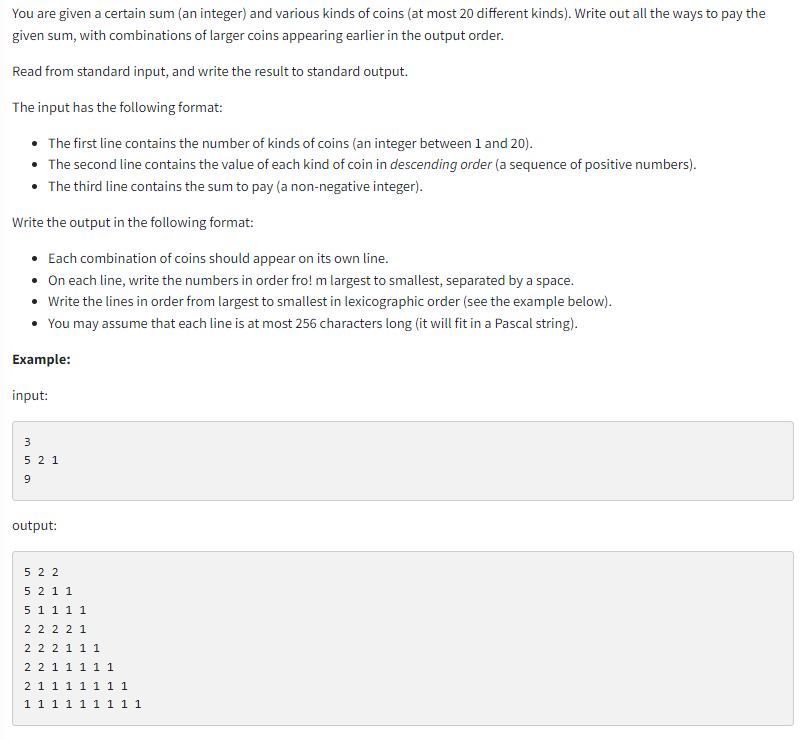 You are given a certain sum (an integer) and various kinds of coins (at most 20 different kinds). Write out all the ways to pay the
given sum, with combinations of larger coins appearing earlier in the output order.
Read from standard input, and write the result to standard output.
The input has the following format:
• The first line contains the number of kinds of coins (an integer between 1 and 20).
• The second line contains the value of each kind of coin in descending order (a sequence of positive numbers).
• The third line contains the sum to pay (a non-negative integer).
Write the output in the following format:
• Each combination of coins should appear on its own line.
• On each line, write the numbers in order fro! m largest to smallest, separated by a space.
• Write the lines in order from largest to smallest in lexicographic order (see the example below).
• You may assume that each line is at most 256 characters long (it will fit in a Pascal string).
Example:
input:
3
5 2 1
9
output:
5 2 2
5 2 1 1
5 1 1 1 1
2 2 2 2 1
2 2 2 1 1 1
2 2 1 1 1 1 1
2 1 1 1 1 1 1 1
1 1 1 1 1 1 1 1 1